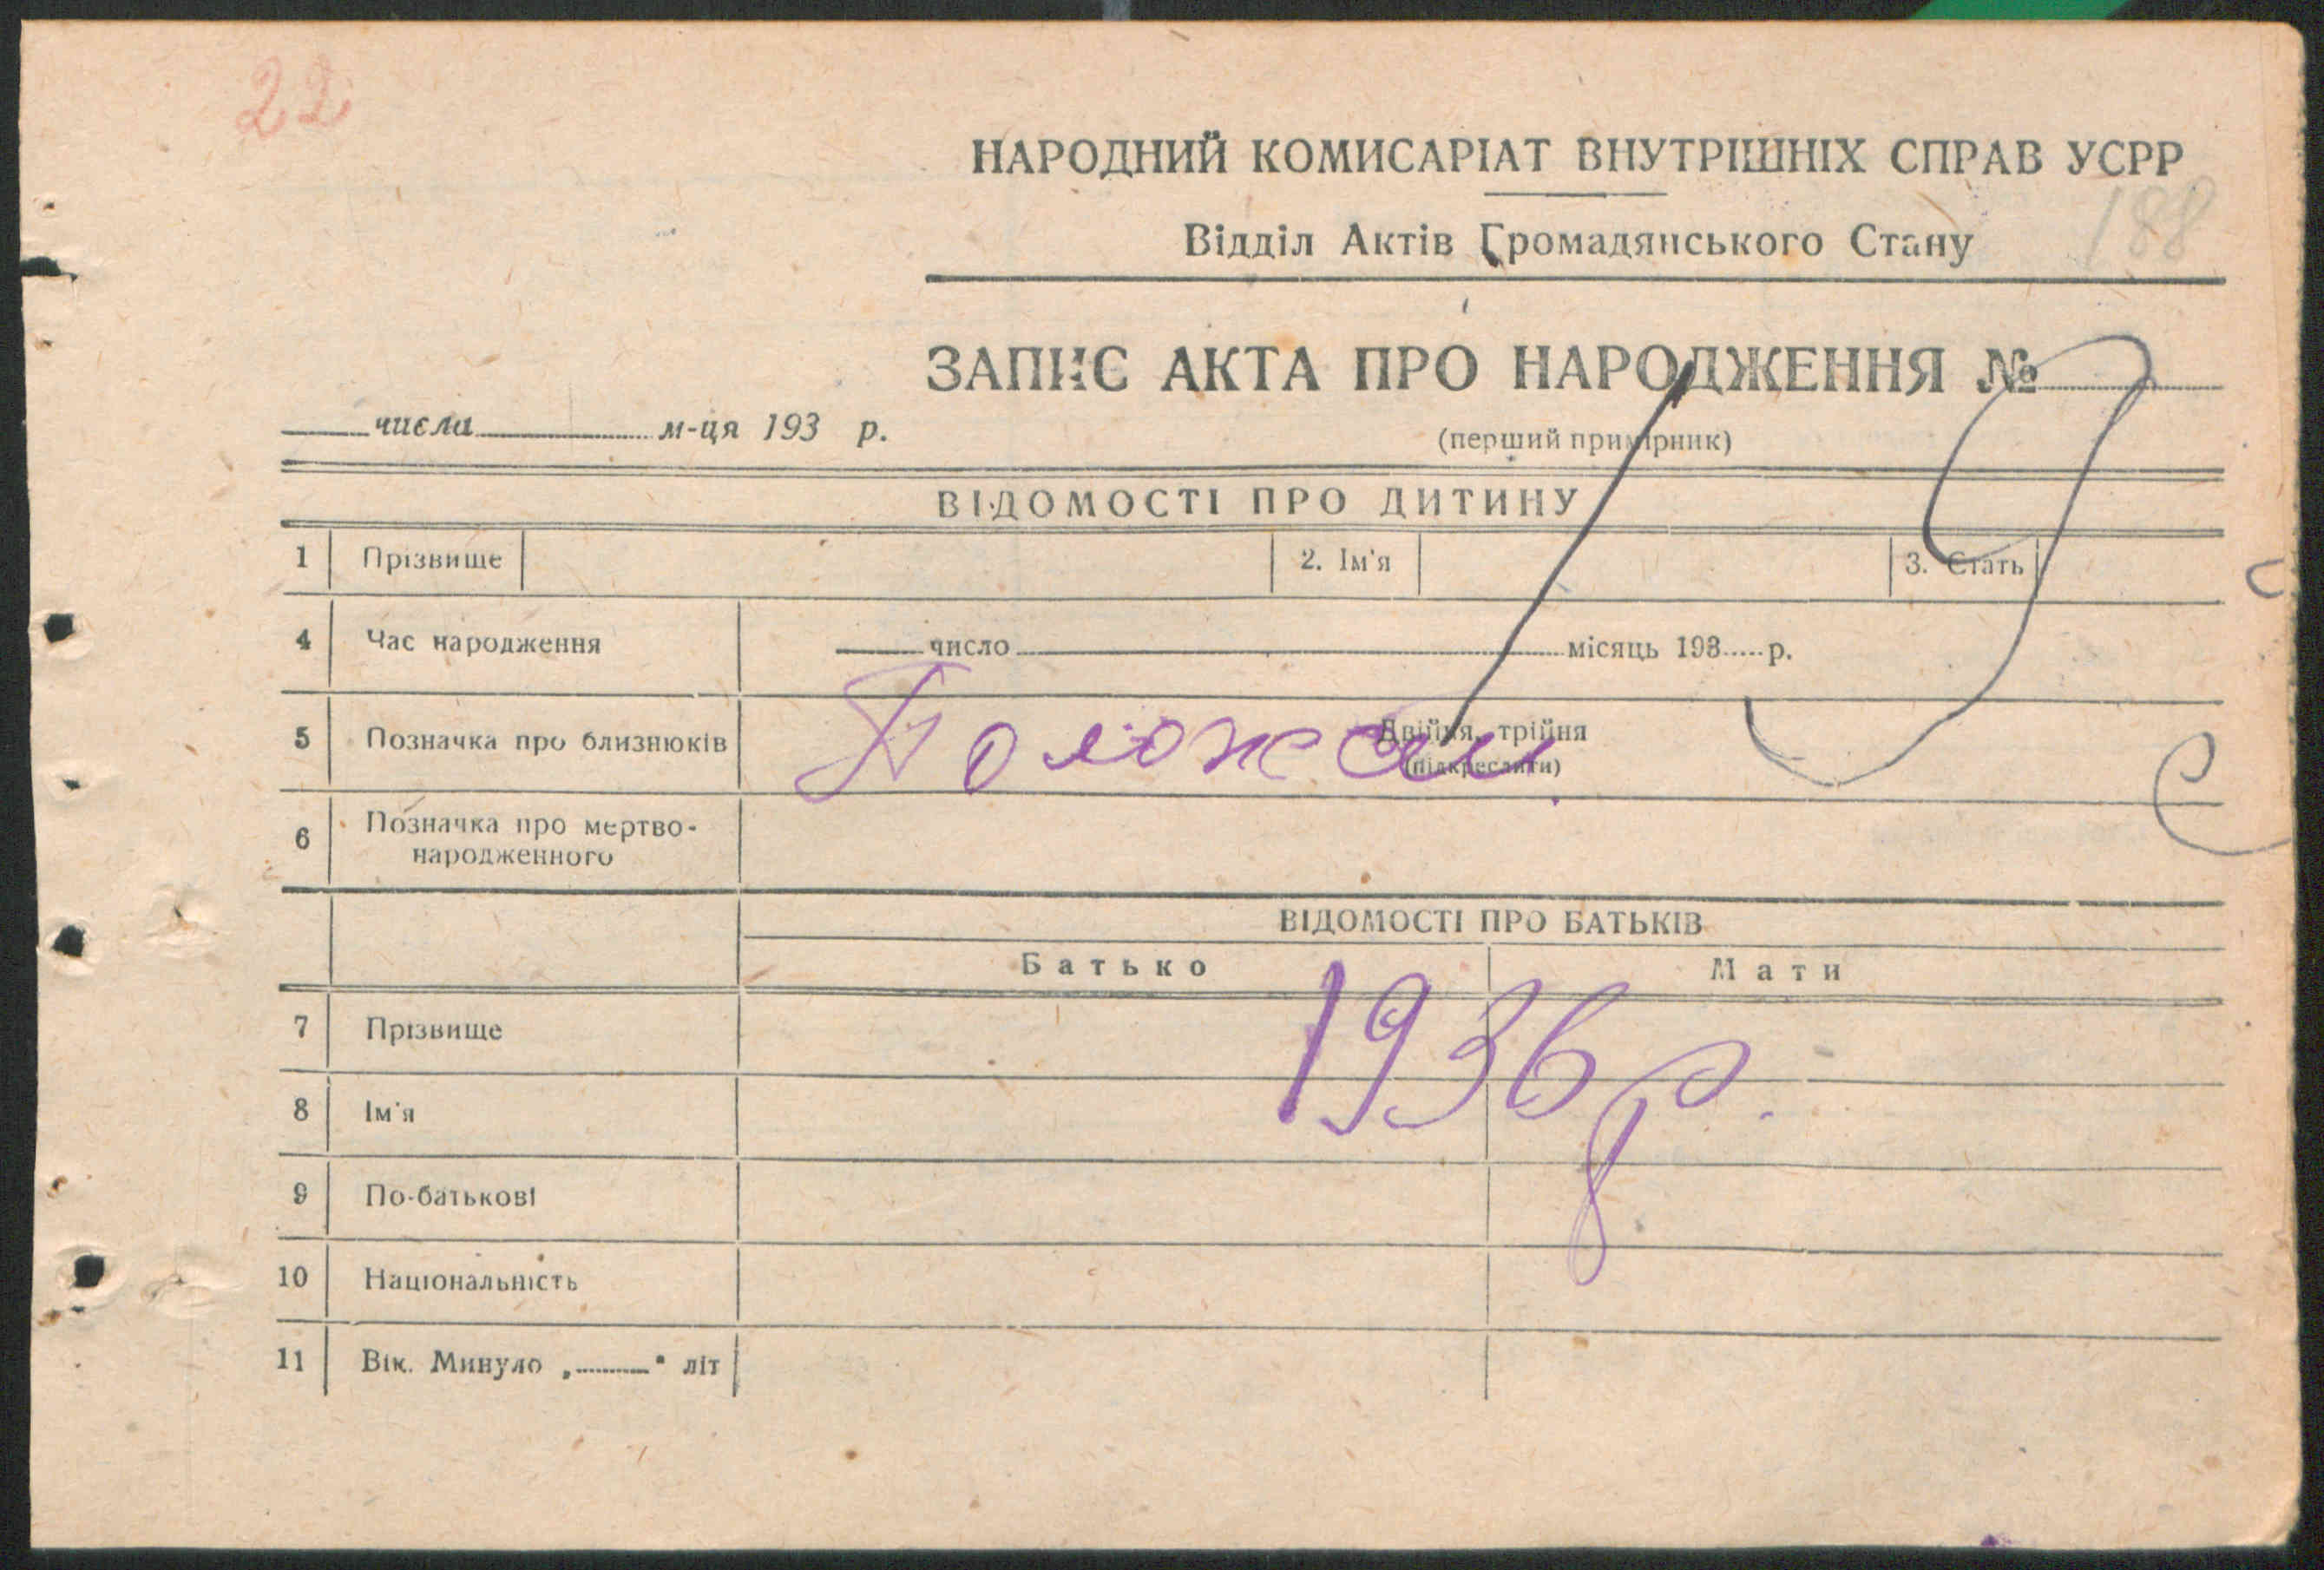 22
НАРОДНИЙ КОМИСАРІАТ ВНУТРІШНІХ СПРАВ УСРР
188
Відділ Актів Громадянського Стану
ЗАПИС АКТА ПРО НАРОДЖЕННЯ №
числа м-ця 193 р.
(перший примірник)
ВІДОМОСТІ ПРО ДИТИНУ
1 Прізвище 2. Ім'я 3. Стать
4 Час народження число місяць 193 р.
5 Позначка про близнюків Двійня, трійня
(підкреслити)
6 Позначка про мертво-
народженного
ВІДОМОСТІ ПРО БАТЬКІВ
Батько Мати
1936 р.
7 Прізвище
8 Ім'я
9 По-батькові
10 Національність
11 Вік. Минуло „ " літ